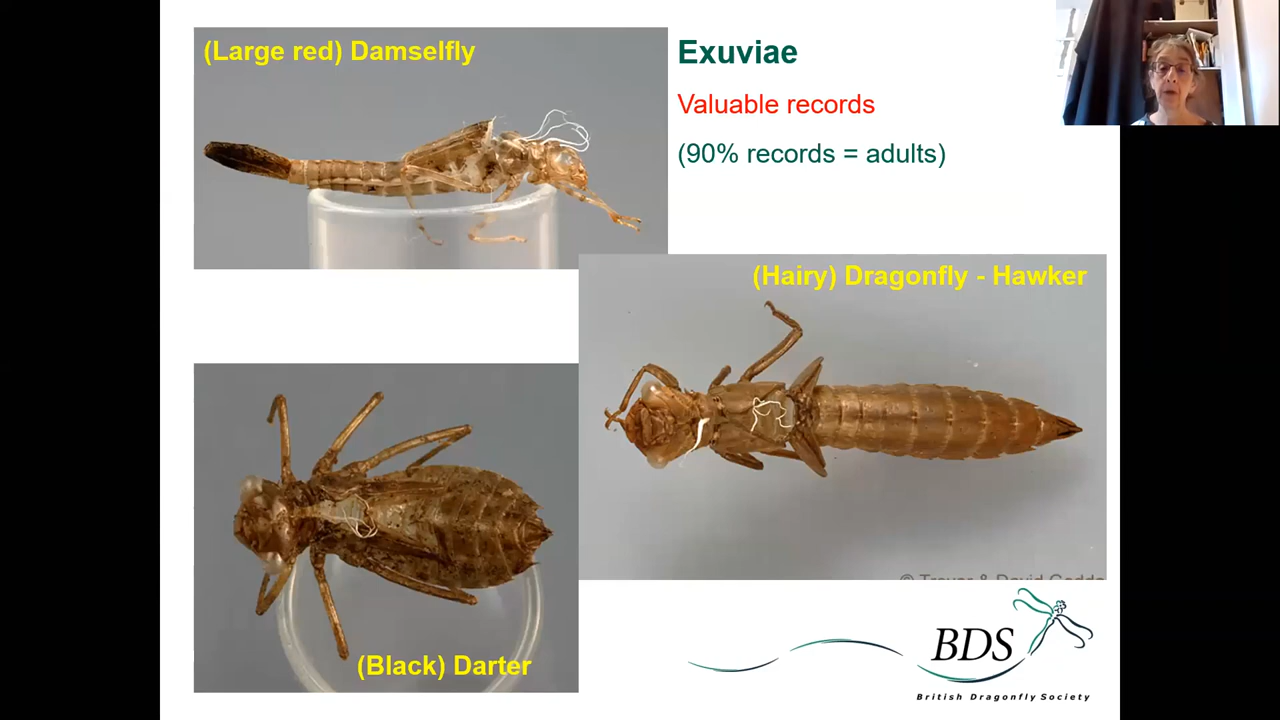 (Large red) Damselfly
Exuviae
Valuable records
(90% records = adults)
(Hairy) Dragonfly - Hawker
(Black) Darter
BDS
British Dragonfly Society